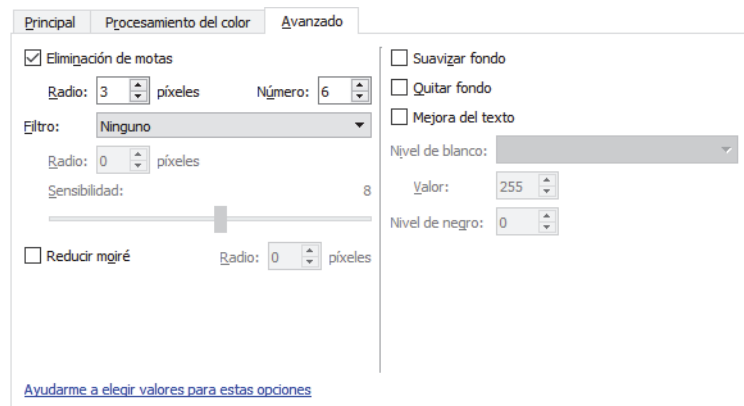 Principal Procesamiento del color Avanzado
Eliminación de motas
Radio: 3 píxeles Número: 6
Filtro: Ninguno
Radio: 0 píxeles
Sensibilidad: 8
Reducir moiré Radio: 0 píxeles
Suavizar fondo
Quitar fondo
Mejora del texto
Nivel de blanco:
Valor: 255
Nivel de negro: 0
Ayudarme a elegir valores para estas opciones